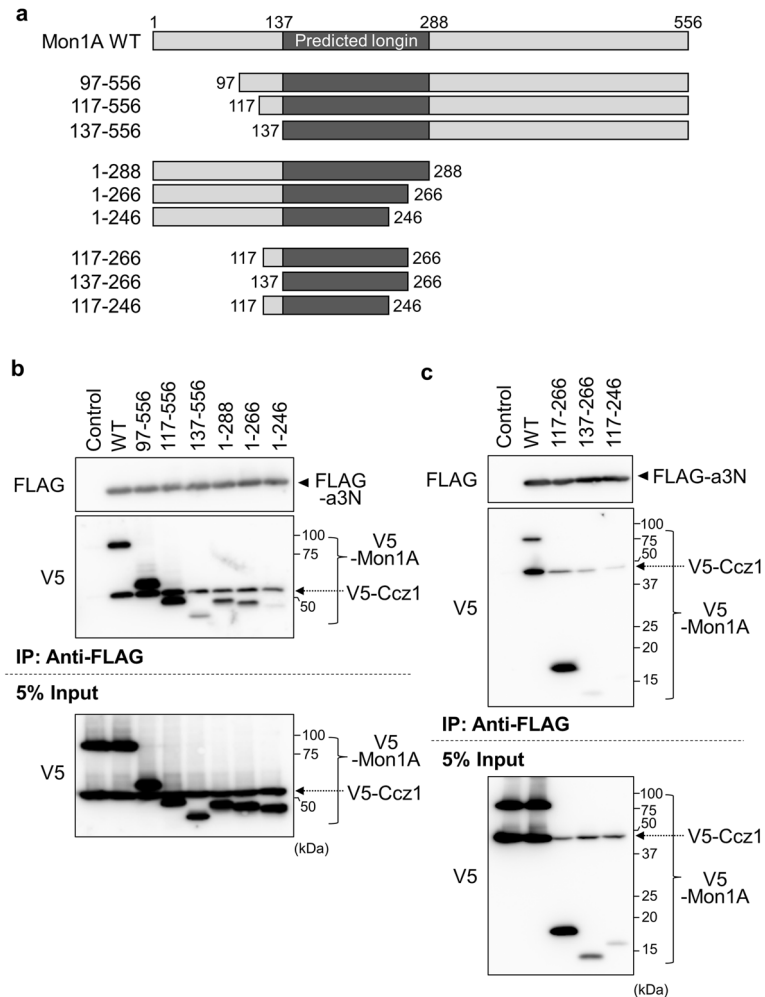 a
1 137 288 556
Mon1A WT Predicted longin
97-556 97
117-556 117
137-556 137
1-288 288
1-266 266
1-246 246
117-266 117 266
137-266 137 266
117-246 117 246
b
Control WT 97-556 117-556 137-556 1-288 1-266 1-246
FLAG FLAG
-a3N
V5
100
75
50
V5
-Mon1A
V5-Ccz1
IP: Anti-FLAG
5% Input
V5
100
75
50
V5
-Mon1A
V5-Ccz1
(kDa)
c
Control WT 117-266 137-266 117-246
FLAG FLAG-a3N
V5
100
75
50
37
25
20
15
V5-Ccz1
V5
-Mon1A
IP: Anti-FLAG
5% Input
V5
100
75
50
37
25
20
15
V5-Ccz1
V5
-Mon1A
(kDa)